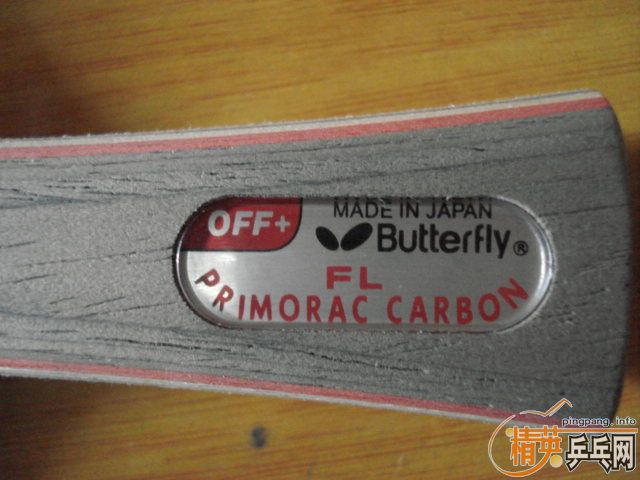 OFF+
MADE IN JAPAN
Butterfly®
FL
PRIMORAC CARBON
pingpang.info
精英乒乓网